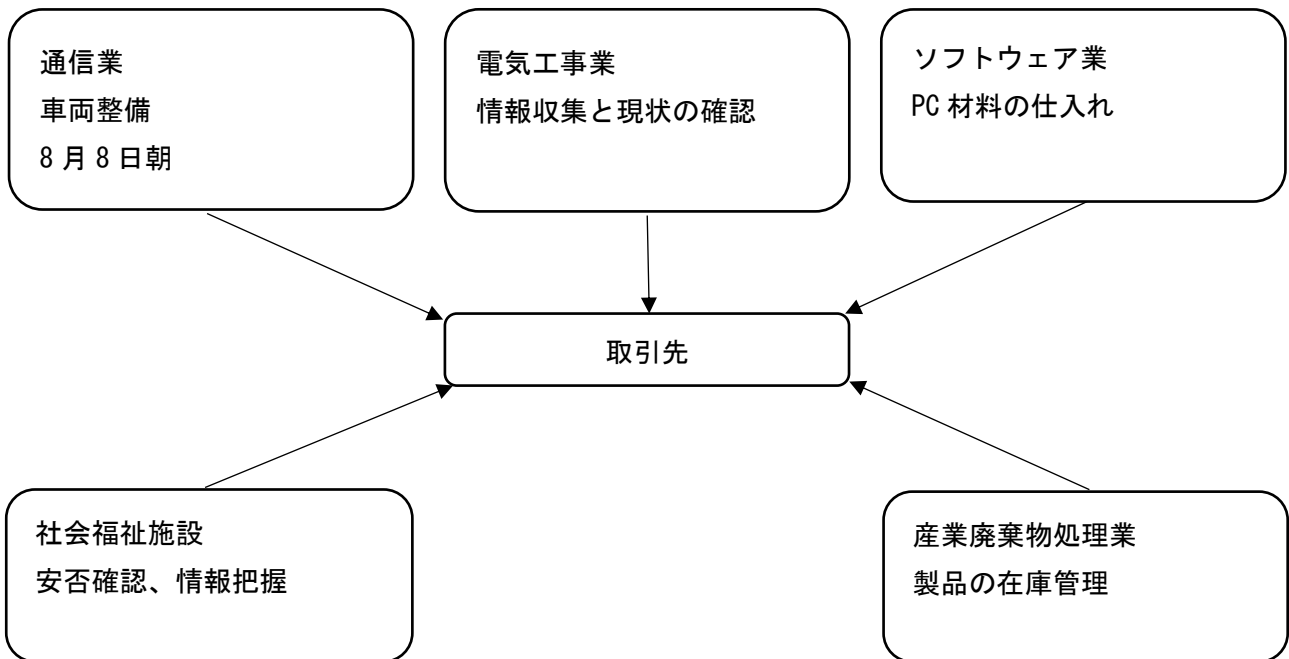 通信業
車両整備
8月8日朝
電気工事業
情報収集と現状の確認
ソフトウェア業
PC材料の仕入れ
取引先
社会福祉施設
安否確認、情報把握
産業廃棄物処理業
製品の在庫管理